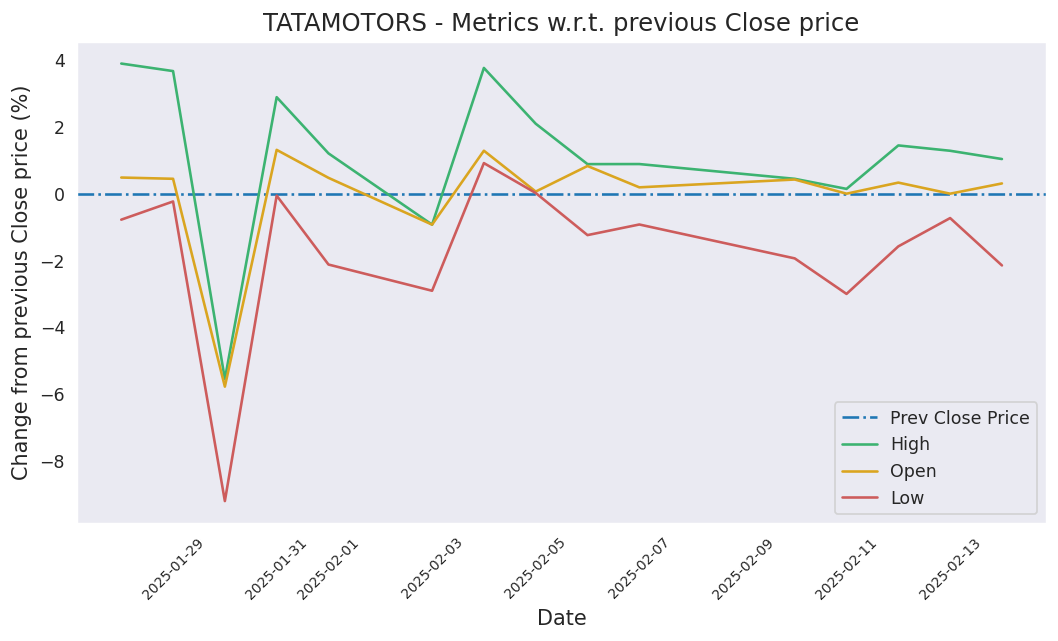 TATAMOTORS - Metrics w.r.t. previous Close price
Change from previous Close price (%)
4
2
0
−2
−4
−6
−8
Prev Close Price
High
Open
Low
2025-01-29
2025-01-31
2025-02-01
2025-02-03
2025-02-05
2025-02-07
2025-02-09
2025-02-11
2025-02-13
Date